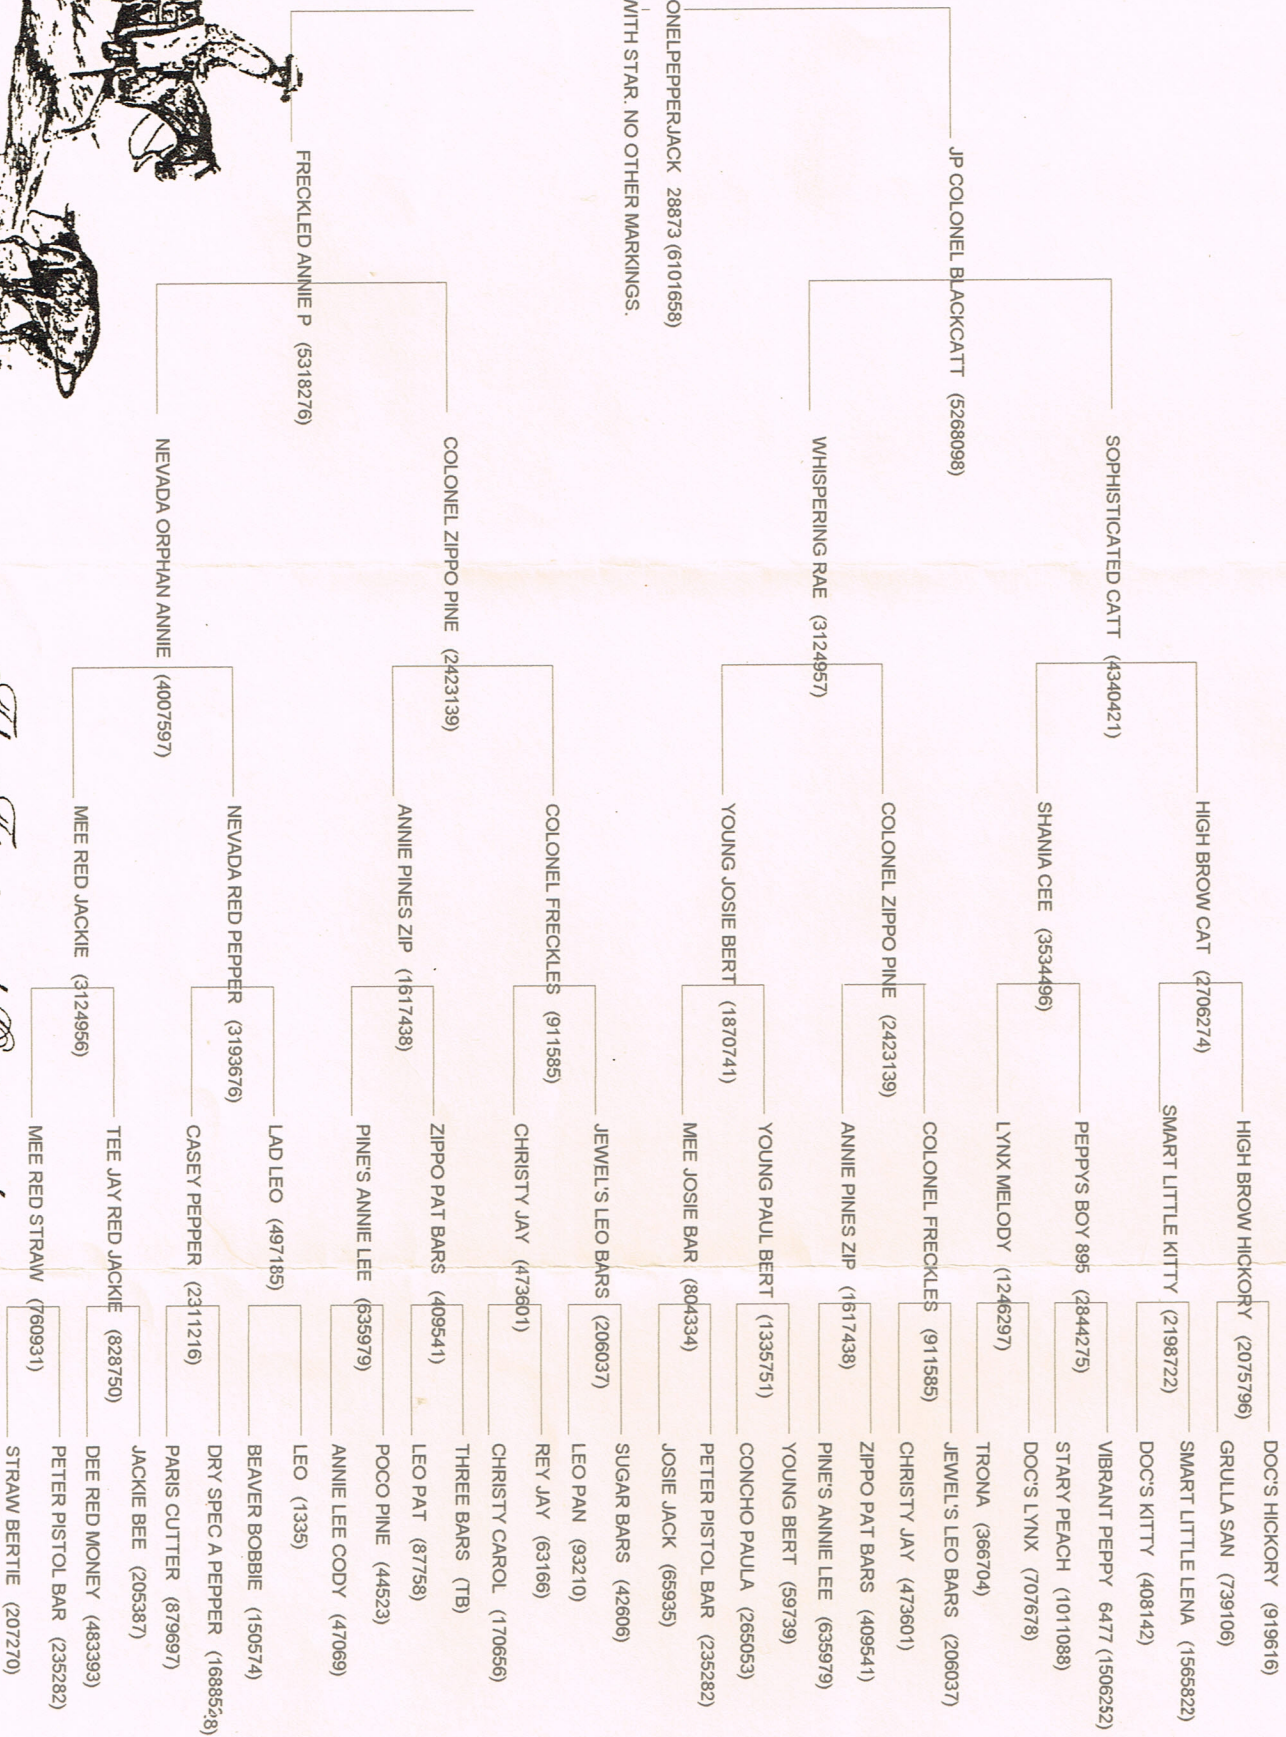 ONELPEPPERJACK 28873 (6101658)
WITH STAR. NO OTHER MARKINGS.
JP COLONEL BLACKCATT (5268098)
FRECKLED ANNIE P (5318276)
SOPHISTICATED CATT (4340421)
WHISPERING RAE (3124957)
COLONEL ZIPPO PINE (2423139)
NEVADA ORPHAN ANNIE (4007597)
HIGH BROW CAT (2706274)
SHANIA CEE (3534496)
COLONEL ZIPPO PINE (2423139)
YOUNG JOSIE BERT (1870741)
COLONEL FRECKLES (911585)
ANNIE PINES ZIP (1617438)
NEVADA RED PEPPER (3193676)
MEE RED JACKIE (3124956)
HIGH BROW HICKORY (2075796)
SMART LITTLE KITTY (2198722)
PEPPYS BOY 895 (2844275)
LYNX MELODY (1246297)
COLONEL FRECKLES (911585)
ANNIE PINES ZIP (1617438)
YOUNG PAUL BERT (1335751)
MEE JOSIE BAR (804334)
JEWEL'S LEO BARS (206037)
CHRISTY JAY (473601)
ZIPPO PAT BARS (409541)
PINE'S ANNIE LEE (635979)
LAD LEO (497185)
CASEY PEPPER (2311216)
TEE JAY RED JACKIE (828750)
MEE RED STRAW (760931)
DOC'S HICKORY (919616)
GRULLA SAN (739106)
SMART LITTLE LENA (1565822)
DOC'S KITTY (408142)
VIBRANT PEPPY 6477 (1506252)
STARY PEACH (1011088)
DOC'S LYNX (707678)
TRONA (366704)
JEWEL'S LEO BARS (206037)
CHRISTY JAY (473601)
ZIPPO PAT BARS (409541)
PINE'S ANNIE LEE (635979)
YOUNG BERT (59739)
CONCHO PAULA (265053)
PETER PISTOL BAR (235282)
JOSIE JACK (65935)
SUGAR BARS (42606)
LEO PAN (93210)
REY JAY (63166)
CHRISTY CAROL (170656)
THREE BARS (TB)
LEO PAT (87758)
POCO PINE (44523)
ANNIE LEE CODY (47069)
LEO (1335)
BEAVER BOBBIE (150574)
DRY SPEC A PEPPER (1688528)
PARIS CUTTER (879697)
JACKIE BEE (205387)
DEE RED MONEY (483393)
PETER PISTOL BAR (235282)
STRAW BERTIE (207270)